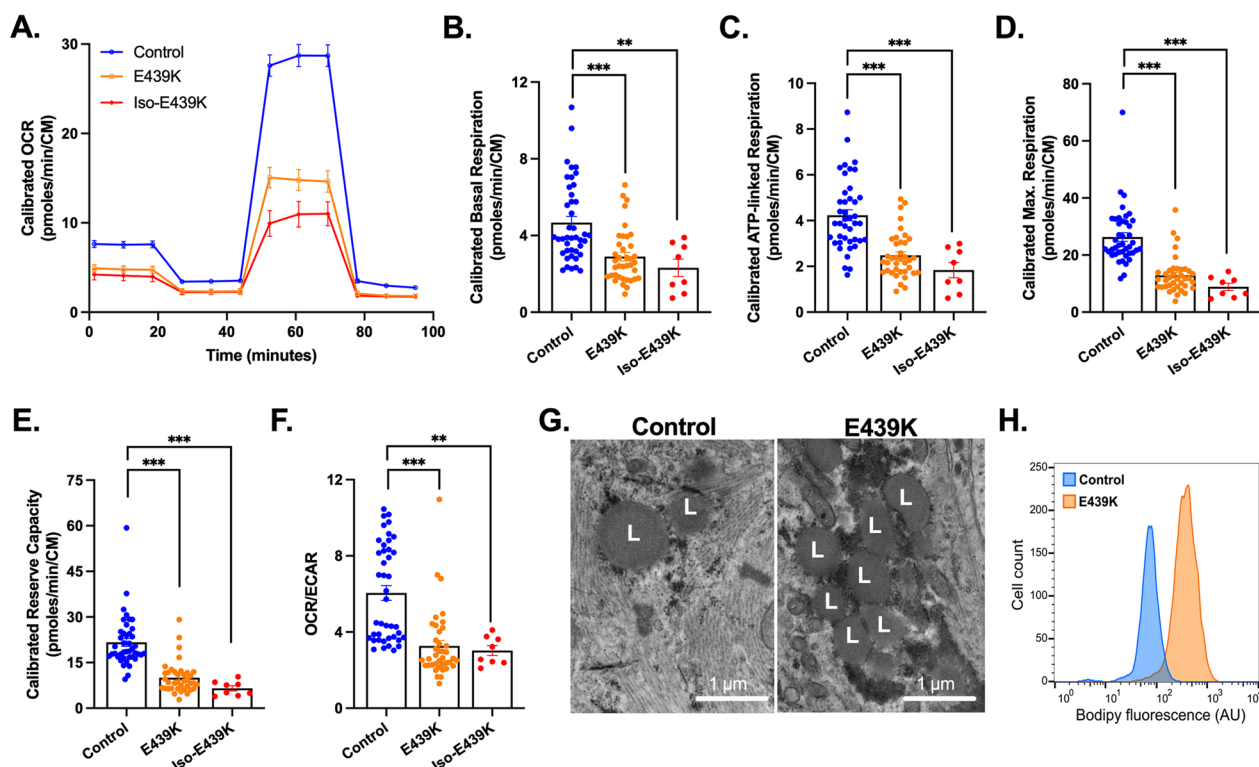 A.
Calibrated OCR
(pmoles/min/CM)
30
20
10
0
Control
E439K
Iso-E439K
0
20
40
60
80
100
Time (minutes)
B.
Calibrated Basal Respiration
(pmoles/min/CM)
12
8
4
0
**
***
Control
E439K
Iso-E439K
C.
Calibrated ATP-linked Respiration
(pmoles/min/CM)
10
8
6
4
2
0
***
***
Control
E439K
Iso-E439K
D.
Calibrated Max. Respiration
(pmoles/min/CM)
80
60
40
20
0
***
***
Control
E439K
Iso-E439K
E.
Calibrated Reserve Capacity
(pmoles/min/CM)
75
60
45
30
15
0
***
***
Control
E439K
Iso-E439K
F.
OCR/ECAR
12
8
4
0
**
***
Control
E439K
Iso-E439K
G.
Control
L
L
1 µm
E439K
L
L
L
L
L
L
L
1 µm
H.
Cell count
250
200
150
100
50
0
Control
E439K
10⁰
10¹
10²
10³
10⁴
Bodipy fluorescence (AU)